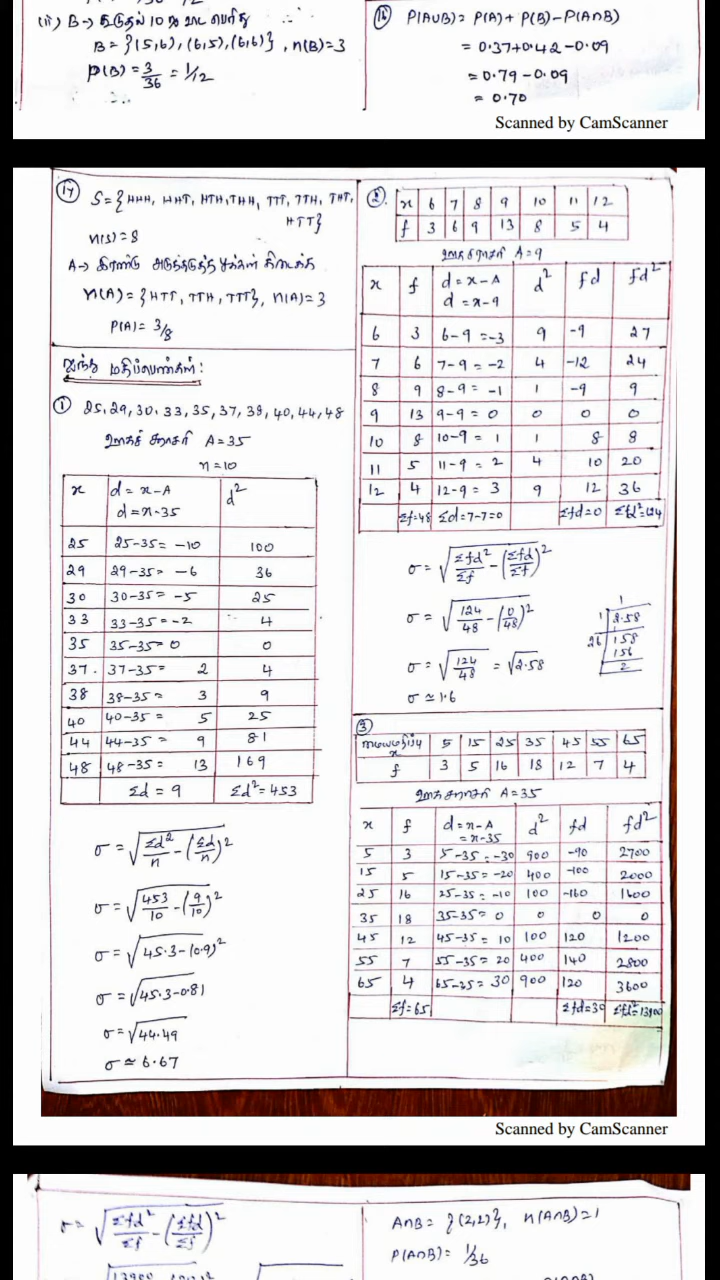 (ii) B → கூடுதல் 10 ஐ விட பெரிது
B = {(5,6), (6,5), (6,6)}, n(B)=3
P(B) = 3/36 = 1/12
(16) P(A∪B) = P(A) + P(B) - P(A∩B)
= 0.37+0.42-0.09
= 0.79-0.09
= 0.70
Scanned by CamScanner
(17) S={HHH, HHT, HTH, THH, TTT, TTH, THT,
HTT}
n(s)=8
A→ இரண்டு அடுத்தடுத்த கிடைக்க
n(A) = {HTT, TTH, TTT}, n(A)=3
P(A)= 3/8
ஐந்து மதிப்பெண்கள்:
(1) 25, 29, 30, 33, 35, 37, 38, 40, 44, 48
ஊகச் சராசரி A=35
n=10
x d = x-A d²
d=x-35
25 25-35= -10 100
29 29-35= -6 36
30 30-35= -5 25
33 33-35=-2 4
35 35-35=0 0
37. 37-35= 2 4
38 38-35= 3 9
40 40-35= 5 25
44 44-35= 9 81
48 48-35= 13 169
Σd = 9 Σd²=453
σ = √(Σd²/n - (Σd/n)²)
σ = √(453/10 - (9/10)²)
σ = √(45.3-(0.9)²)
σ = √(45.3-0.81)
σ = √44.49
σ ≃ 6.67
(2). x 6 7 8 9 10 11 12
f 3 6 9 13 8 5 4
ஊகச் சராசரி A=9
x f d=x-A d² fd fd²
d=x-9
6 3 6-9=-3 9 -9 27
7 6 7-9=-2 4 -12 24
8 9 8-9=-1 1 -9 9
9 13 9-9=0 0 0 0
10 8 10-9=1 1 8 8
11 5 11-9=2 4 10 20
12 4 12-9=3 9 12 36
Σf=48 Σd=7-7=0 Σfd=0 Σfd²=124
σ = √(Σfd²/Σf - (Σfd/Σf)²)
σ = √(124/48 - (0/48)²)
σ = √(124/48) = √2.58
σ ≃ 1.6
1
1 2.58
1
26 158
156
2
(3)
மையமதிப்பு x 5 15 25 35 45 55 65
f 3 5 16 18 12 7 4
ஊகச் சராசரி A=35
x f d=x-A d² fd fd²
=x-35
5 3 5-35=-30 900 -90 2700
15 5 15-35=-20 400 -100 2000
25 16 25-35=-10 100 -160 1600
35 18 35-35=0 0 0 0
45 12 45-35=10 100 120 1200
55 7 55-35=20 400 140 2800
65 4 65-35=30 900 120 3600
Σf=65 Σfd=30 Σfd²=13900
Scanned by CamScanner
σ = √(Σfd²/Σf - (Σfd/Σf)²)
A∩B = {(2,2)}, n(A∩B)=1
P(A∩B)= 1/36